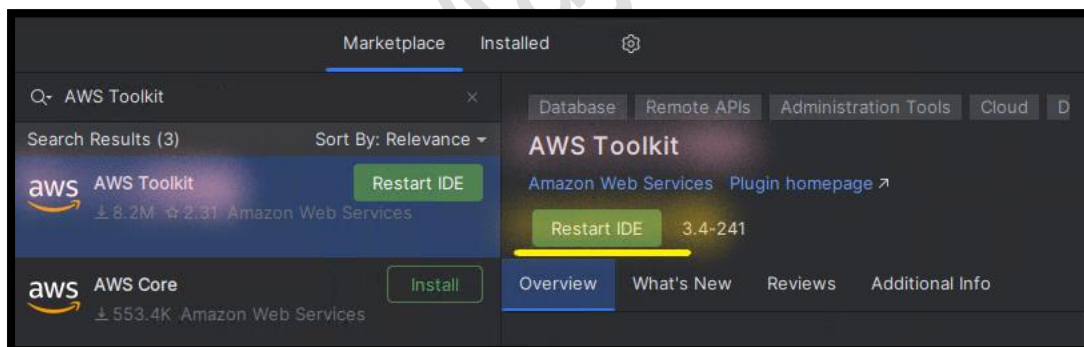 Marketplace Installed
AWS Toolkit
Search Results (3) Sort By: Relevance
aws AWS Toolkit Restart IDE
8.2M 2.31 Amazon Web Services
aws AWS Core Install
553.4K Amazon Web Services
Database Remote APIs Administration Tools Cloud D
AWS Toolkit
Amazon Web Services Plugin homepage
Restart IDE 3.4-241
Overview What's New Reviews Additional Info